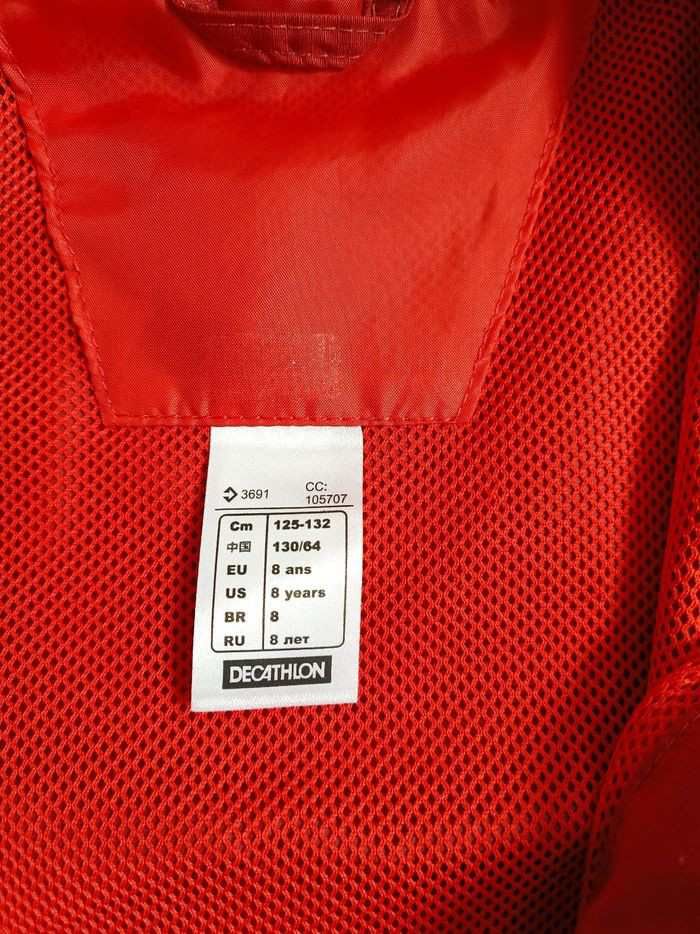 3691 CC: 105707
Cm 125-132
中国 130/64
EU 8 ans
US 8 years
BR 8
RU 8 лет
DECATHLON